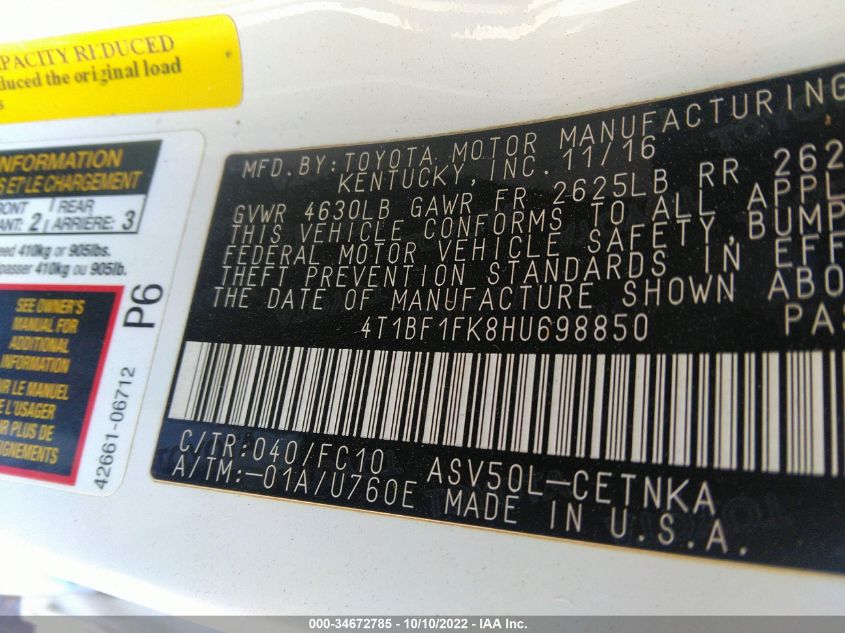 PACITY REDUCED
duced the original load
INFORMATION
S ET LE CHARGEMENT
RONT 2 REAR 3
ANT: ARRIÈRE:
eed 410kg or 905lbs.
passer 410kg ou 905lb.
SEE OWNER'S
MANUAL FOR
ADDITIONAL
INFORMATION
OIR LE MANUEL
E L'USAGER
OUR PLUS DE
P6
42661-06712
MFD.BY:TOYOTA MOTOR MANUFACTURING
KENTUCKY, INC. 11/16
GVWR 4630LB GAWR FR 2625LB RR 262
THIS VEHICLE CONFORMS TO ALL APPL
FEDERAL MOTOR VEHICLE SAFETY, BUMP
THEFT PREVENTION STANDARDS IN EFF
THE DATE OF MANUFACTURE SHOWN ABO
4T1BF1FK8HU698850 PAS
C/TR:040/FC10 ASV50L-CETNKA
A/TM:-01A/U760E MADE IN U.S.A.
000-34672785 - 10/10/2022 - IAA Inc.